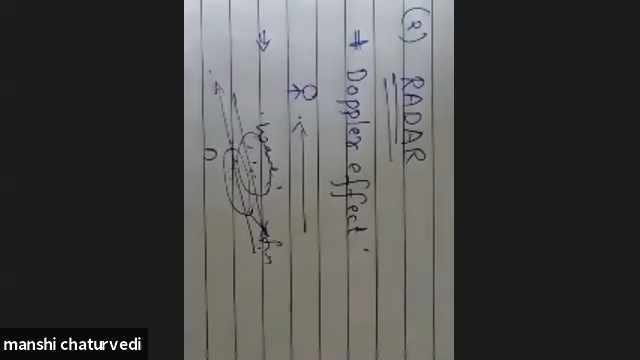 (2) RADAR
# Doppler effect'
manshi chaturvedi